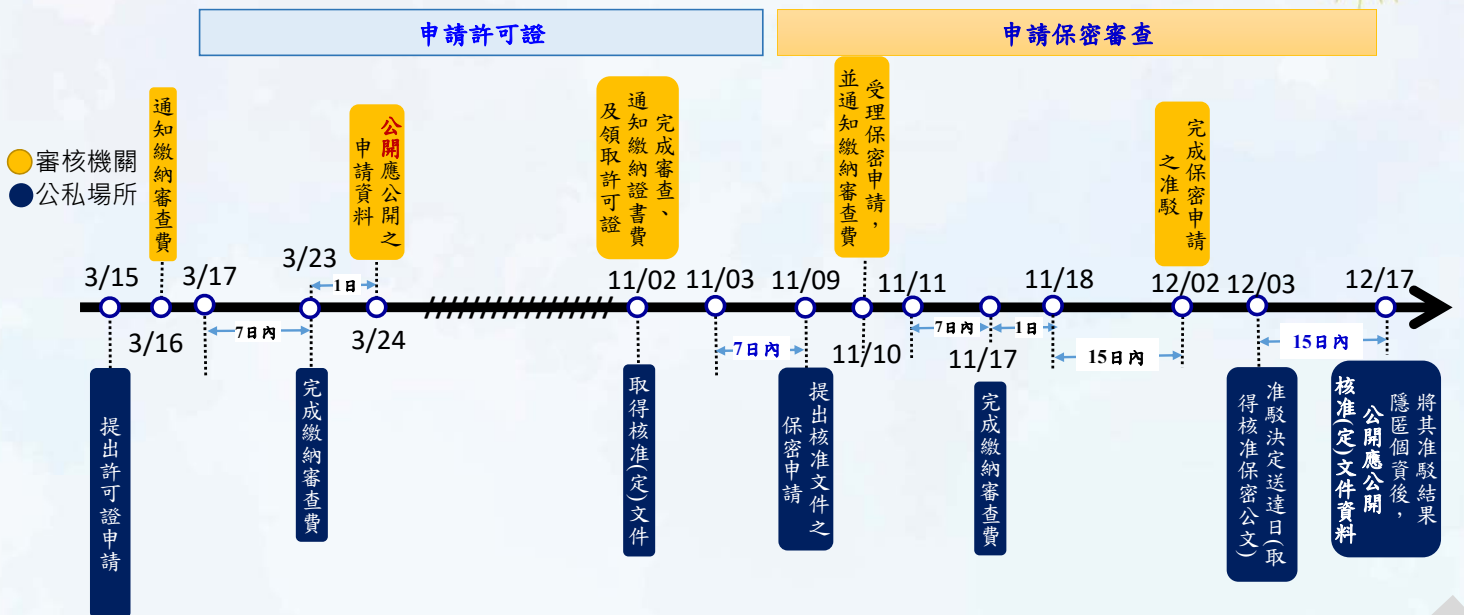 申請許可證
申請保密審查
審核機關
公私場所
通知繳納審查費
公開應公開之
申請資料
完成審查、
通知繳納證書費
及領取許可證
受理保密申請，
並通知繳納審查費
完成保密申請
之准駁
3/15
3/16
3/17
3/23
3/24
11/02
11/03
11/09
11/10
11/11
11/17
11/18
12/02
12/03
12/17
7日內
1日
7日內
7日內
1日
15日內
15日內
提出許可證申請
完成繳納審查費
取得核准(定)文件
提出核准文件之
保密申請
完成繳納審查費
准駁決定送達日(取
得核准保密公文)
將其准駁結果
隱匿個資後，
公開應公開
核准(定)文件資料